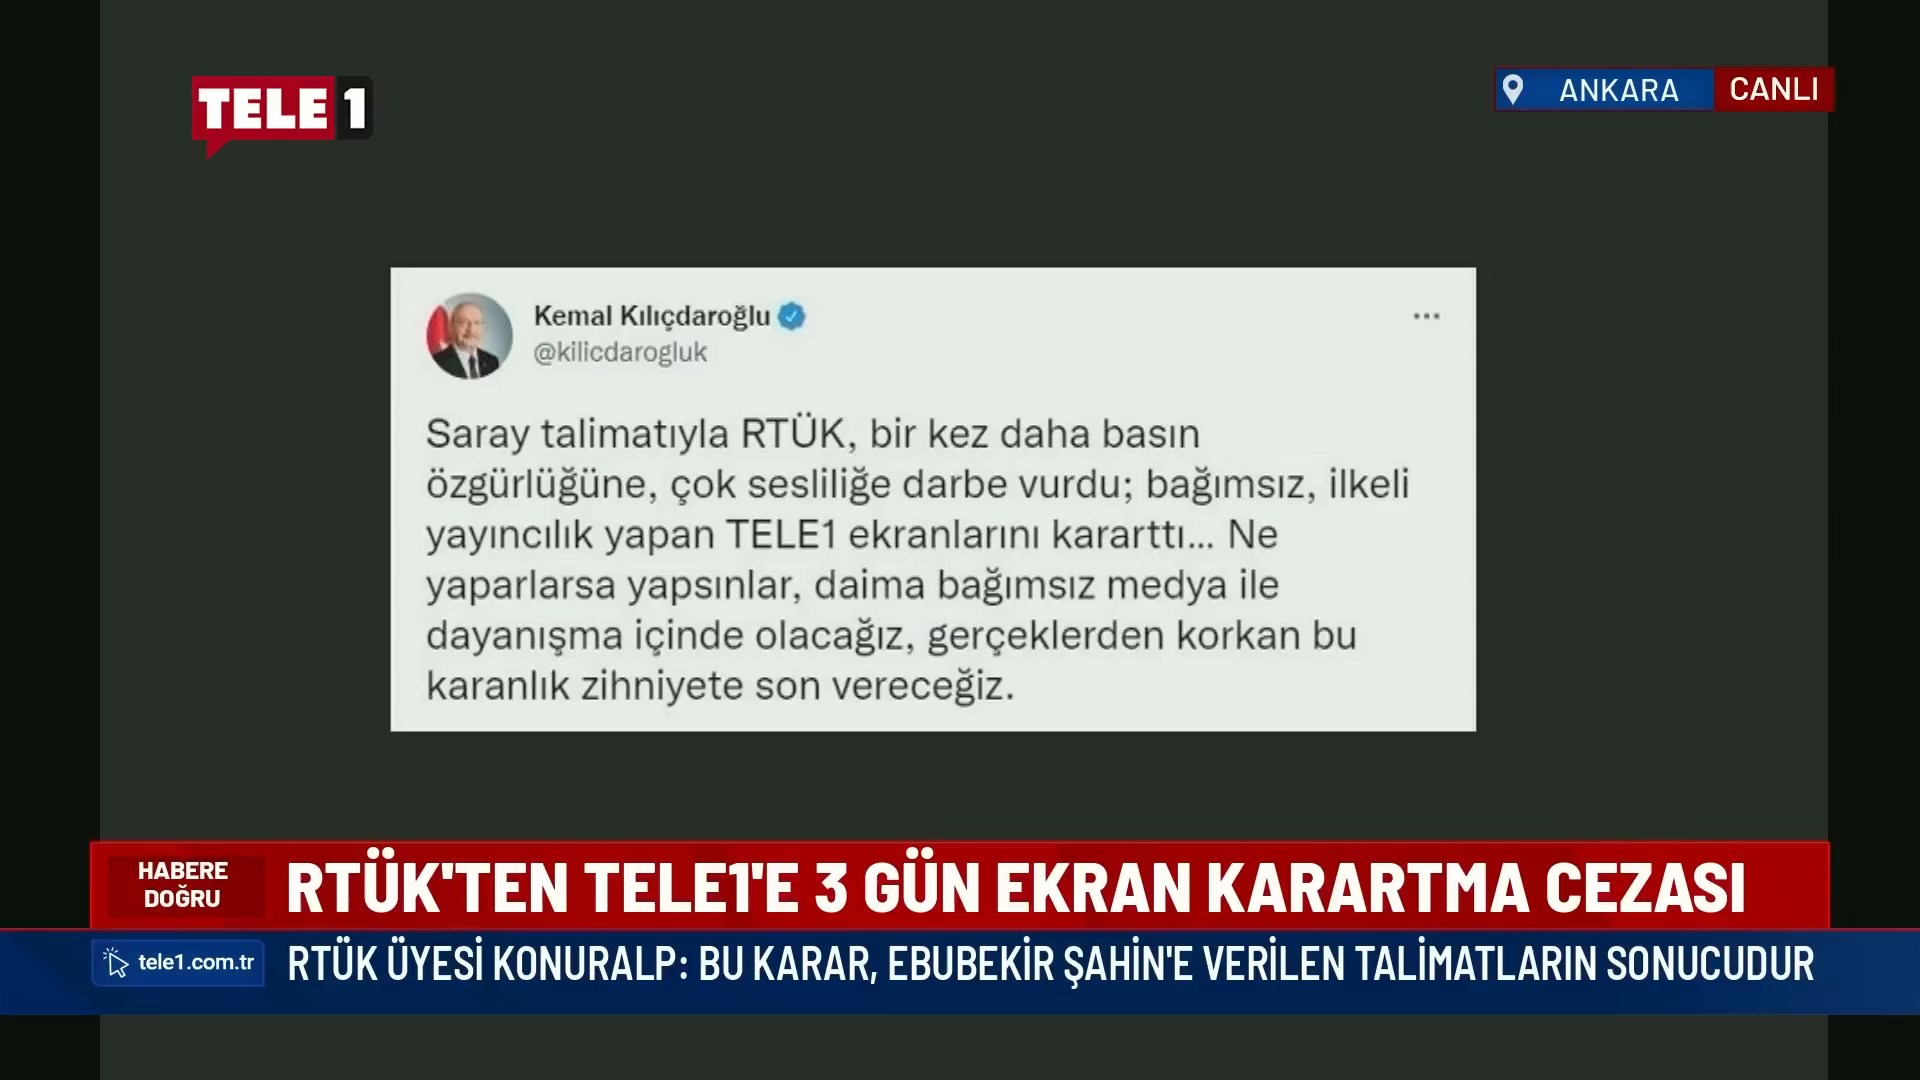 TELE1
ANKARA
CANLI
Kemal Kılıçdaroğlu
@kilicdarogluk
Saray talimatıyla RTÜK, bir kez daha basın
özgürlüğüne, çok sesliliğe darbe vurdu; bağımsız, ilkeli
yayıncılık yapan TELE1 ekranlarını kararttı... Ne
yaparlarsa yapsınlar, daima bağımsız medya ile
dayanışma içinde olacağız, gerçeklerden korkan bu
karanlık zihniyete son vereceğiz.
HABERE
DOĞRU
RTÜK'TEN TELE1'E 3 GÜN EKRAN KARARTMA CEZASI
tele1.com.tr
RTÜK ÜYESİ KONURALP: BU KARAR, EBUBEKİR ŞAHİN'E VERİLEN TALİMATLARIN SONUCUDUR